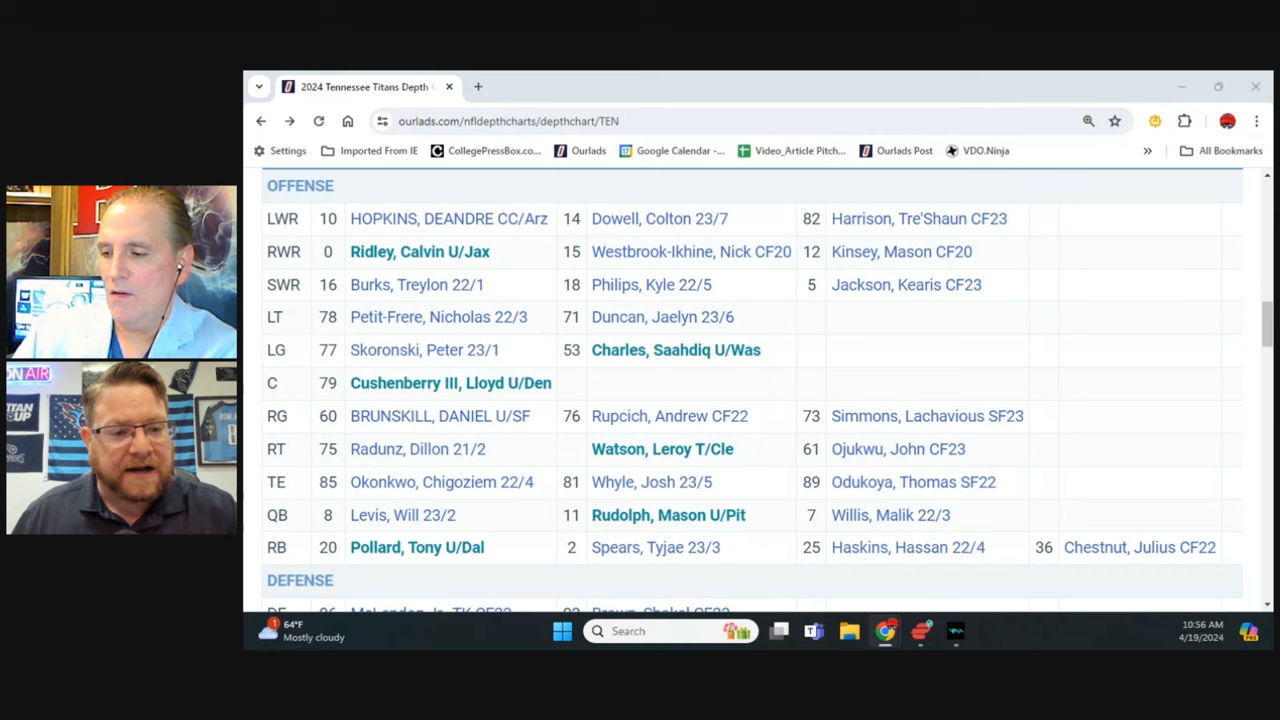 2024 Tennessee Titans Depth
ourlads.com/nfldepthcharts/depthchart/TEN
Settings Imported From IE CollegePressBox.co... Ourlads Google Calendar -... Video_Article Pitch... Ourlads Post VDO.Ninja » All Bookmarks
OFFENSE
LWR 10 HOPKINS, DEANDRE CC/Arz 14 Dowell, Colton 23/7 82 Harrison, Tre'Shaun CF23
RWR 0 Ridley, Calvin U/Jax 15 Westbrook-Ikhine, Nick CF20 12 Kinsey, Mason CF20
SWR 16 Burks, Treylon 22/1 18 Philips, Kyle 22/5 5 Jackson, Kearis CF23
LT 78 Petit-Frere, Nicholas 22/3 71 Duncan, Jaelyn 23/6
LG 77 Skoronski, Peter 23/1 53 Charles, Saahdiq U/Was
C 79 Cushenberry III, Lloyd U/Den
RG 60 BRUNSKILL, DANIEL U/SF 76 Rupcich, Andrew CF22 73 Simmons, Lachavious SF23
RT 75 Radunz, Dillon 21/2 Watson, Leroy T/Cle 61 Ojukwu, John CF23
TE 85 Okonkwo, Chigoziem 22/4 81 Whyle, Josh 23/5 89 Odukoya, Thomas SF22
QB 8 Levis, Will 23/2 11 Rudolph, Mason U/Pit 7 Willis, Malik 22/3
RB 20 Pollard, Tony U/Dal 2 Spears, Tyjae 23/3 25 Haskins, Hassan 22/4 36 Chestnut, Julius CF22
DEFENSE
ON AIR
TITAN UP
1 64°F
Mostly cloudy
Search
10:56 AM
4/19/2024